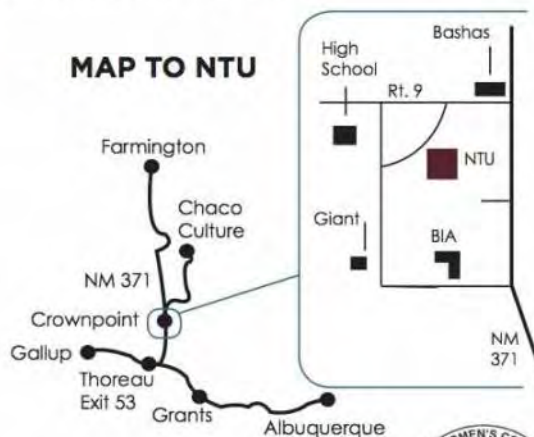 MAP TO NTU
Farmington
Chaco
Culture
NM 371
Crownpoint
Gallup
Thoreau
Exit 53
Grants
Albuquerque
Bashas
High
School
Rt. 9
NTU
Giant
BIA
NM
371